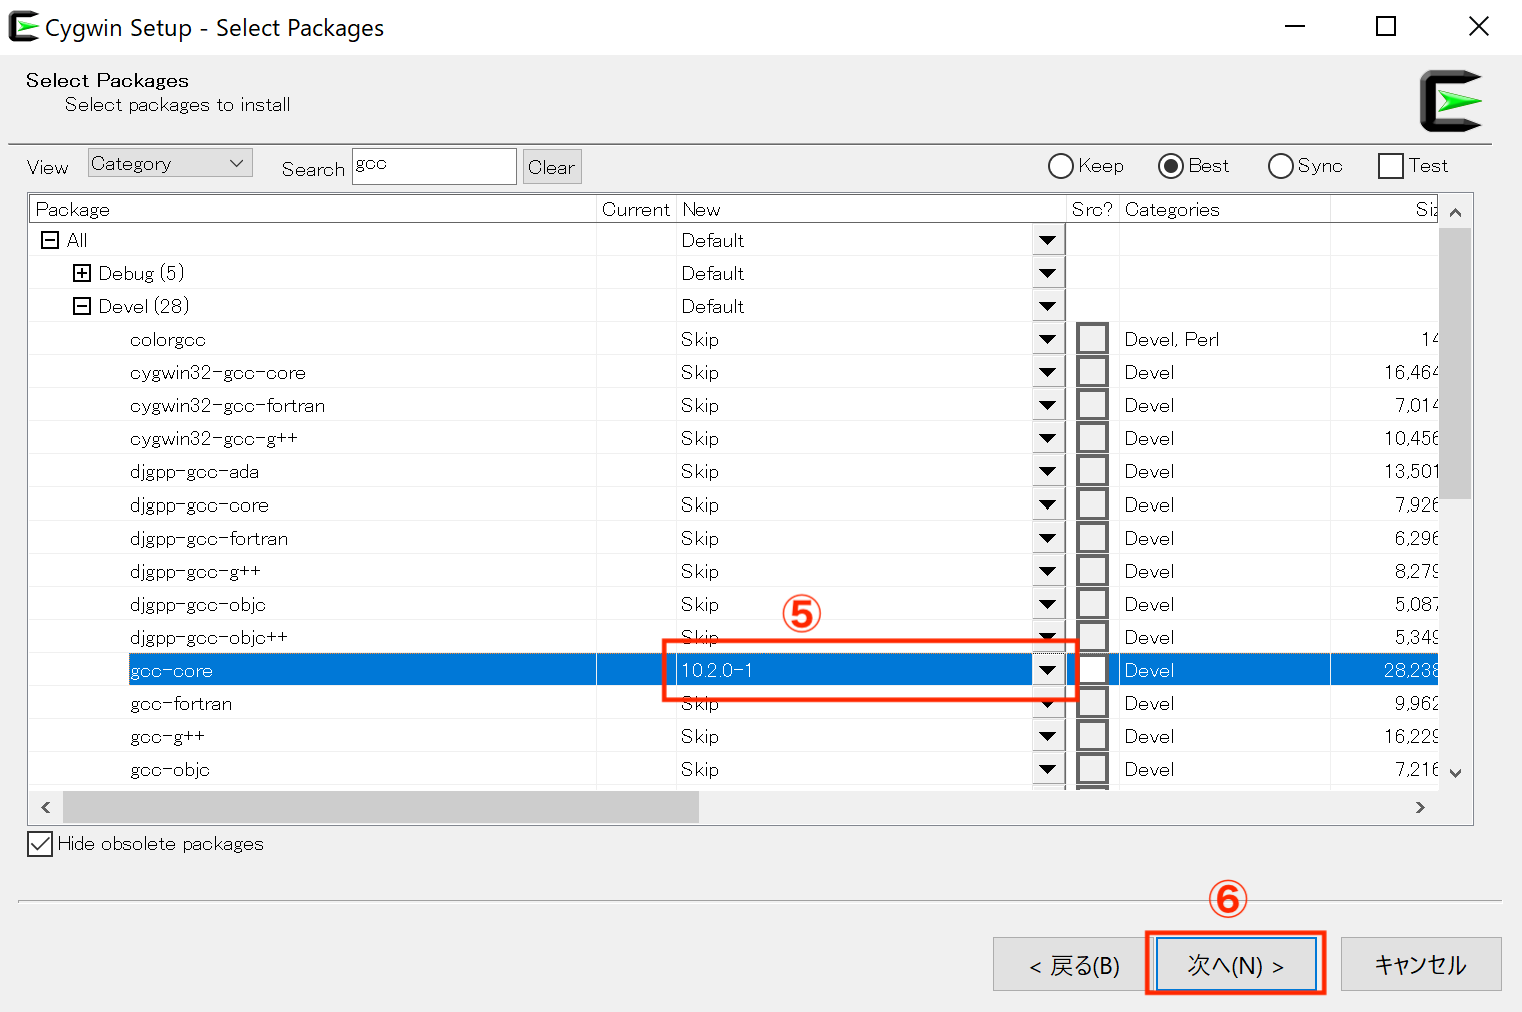 Cygwin Setup - Select Packages
Select Packages
Select packages to install
View Category Search gcc Clear Keep Best Sync Test
Package Current New Src? Categories
All Default
Debug (5) Default
Devel (28) Default
colorgcc Skip Devel, Perl 14
cygwin32-gcc-core Skip Devel 16,464
cygwin32-gcc-fortran Skip Devel 7,014
cygwin32-gcc-g++ Skip Devel 10,456
djgpp-gcc-ada Skip Devel 13,501
djgpp-gcc-core Skip Devel 7,926
djgpp-gcc-fortran Skip Devel 6,296
djgpp-gcc-g++ Skip Devel 8,279
djgpp-gcc-objc Skip Devel 5,087
⑤
djgpp-gcc-objc++ Skip Devel 5,349
gcc-core 10.2.0-1 Devel 28,238
gcc-fortran Skip Devel 9,962
gcc-g++ Skip Devel 16,229
gcc-objc Skip Devel 7,216
Hide obsolete packages
⑥
< 戻る(B) 次へ(N) > キャンセル